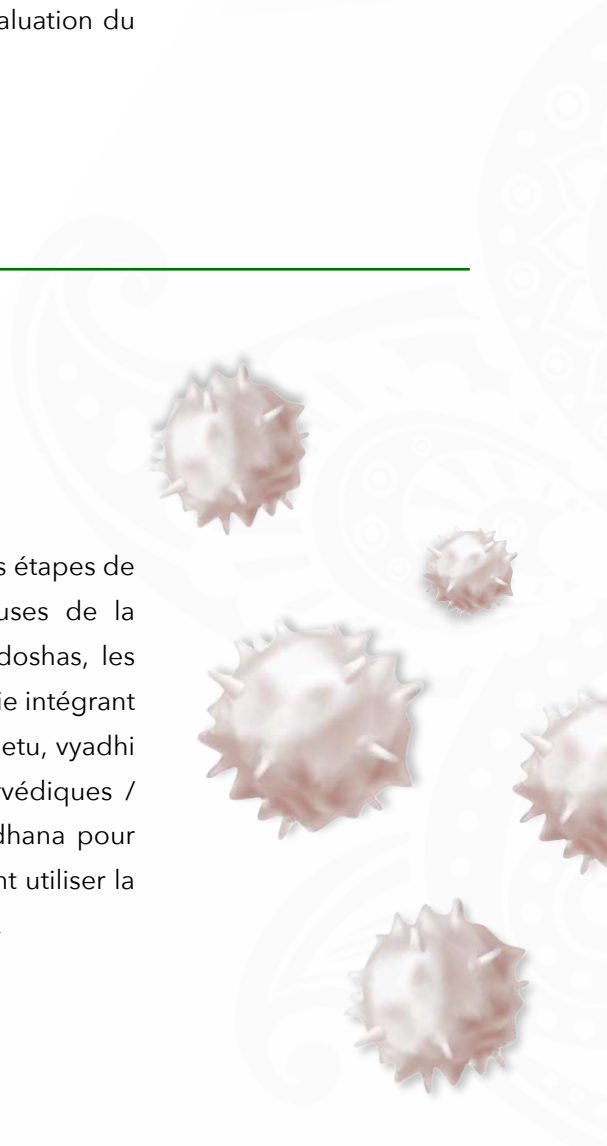 aluation du
s étapes de
uses de la
doshas, les
ie intégrant
etu, vyadhi
védiques /
dhana pour
nt utiliser la
.